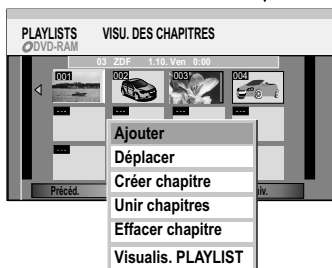 PLAYLISTS VISU. DES CHAPITRES
DVD-RAM
03 ZDF 1.10. Ven 0:00
001 002 003 004
--- --- --- ---
---
Ajouter
Déplacer
Créer chapitre
Unir chapitres
Effacer chapitre
Visualis. PLAYLIST
Précéd.